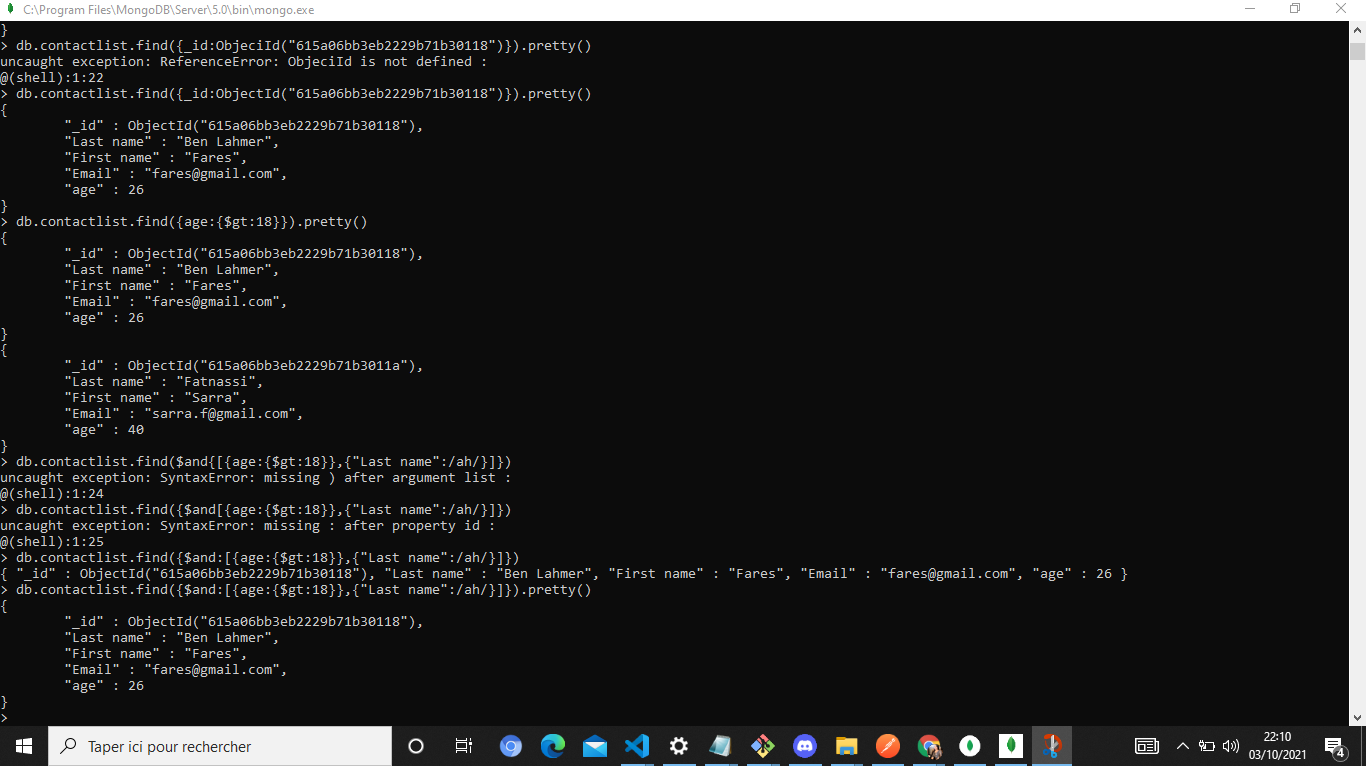 C:\Program Files\MongoDB\Server\5.0\bin\mongo.exe
}
> db.contactlist.find({_id:ObjeciId("615a06bb3eb2229b71b30118")}).pretty()
uncaught exception: ReferenceError: ObjeciId is not defined :
@(shell):1:22
> db.contactlist.find({_id:ObjectId("615a06bb3eb2229b71b30118")}).pretty()
{
        "_id" : ObjectId("615a06bb3eb2229b71b30118"),
        "Last name" : "Ben Lahmer",
        "First name" : "Fares",
        "Email" : "fares@gmail.com",
        "age" : 26
}
> db.contactlist.find({age:{$gt:18}}).pretty()
{
        "_id" : ObjectId("615a06bb3eb2229b71b30118"),
        "Last name" : "Ben Lahmer",
        "First name" : "Fares",
        "Email" : "fares@gmail.com",
        "age" : 26
}
{
        "_id" : ObjectId("615a06bb3eb2229b71b3011a"),
        "Last name" : "Fatnassi",
        "First name" : "Sarra",
        "Email" : "sarra.f@gmail.com",
        "age" : 40
}
> db.contactlist.find($and{[{age:{$gt:18}},{"Last name":/ah/}]})
uncaught exception: SyntaxError: missing ) after argument list :
@(shell):1:24
> db.contactlist.find({$and[{age:{$gt:18}},{"Last name":/ah/}]})
uncaught exception: SyntaxError: missing : after property id :
@(shell):1:25
> db.contactlist.find({$and:[{age:{$gt:18}},{"Last name":/ah/}]})
{ "_id" : ObjectId("615a06bb3eb2229b71b30118"), "Last name" : "Ben Lahmer", "First name" : "Fares", "Email" : "fares@gmail.com", "age" : 26 }
> db.contactlist.find({$and:[{age:{$gt:18}},{"Last name":/ah/}]}).pretty()
{
        "_id" : ObjectId("615a06bb3eb2229b71b30118"),
        "Last name" : "Ben Lahmer",
        "First name" : "Fares",
        "Email" : "fares@gmail.com",
        "age" : 26
}
>
Taper ici pour rechercher
22:10
03/10/2021
4